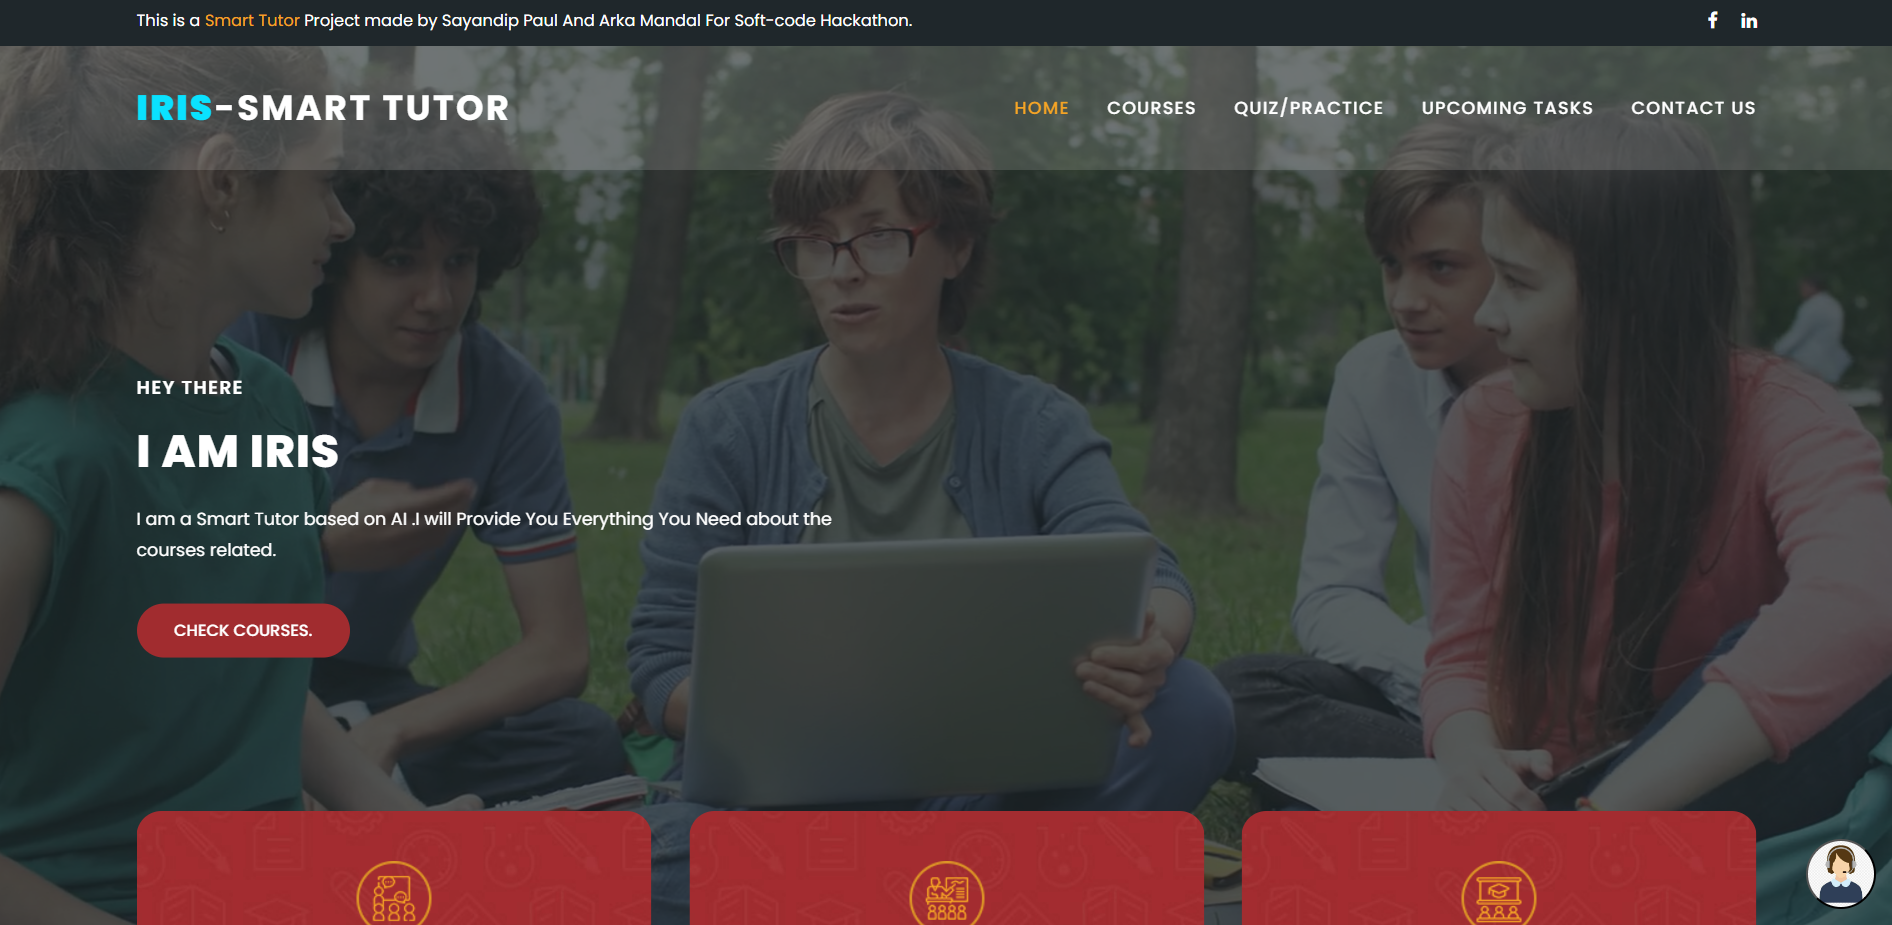 This is a Smart Tutor Project made by Sayandip Paul And Arka Mandal For Soft-code Hackathon.
IRIS-SMART TUTOR
HOME COURSES QUIZ/PRACTICE UPCOMING TASKS CONTACT US
HEY THERE
I AM IRIS
I am a Smart Tutor based on AI .I will Provide You Everything You Need about the
courses related.
CHECK COURSES.